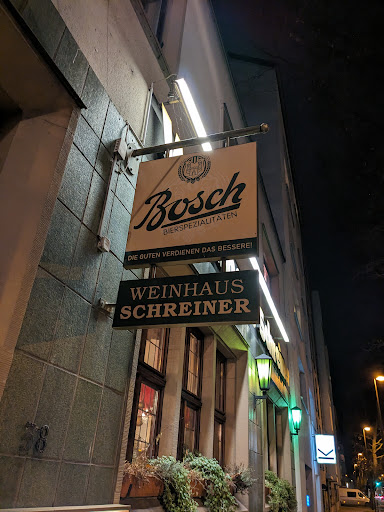 Bosch
BIERSPEZIALITÄTEN
DIE GUTEN VERDIENEN DAS BESSERE!
WEINHAUS
SCHREINER